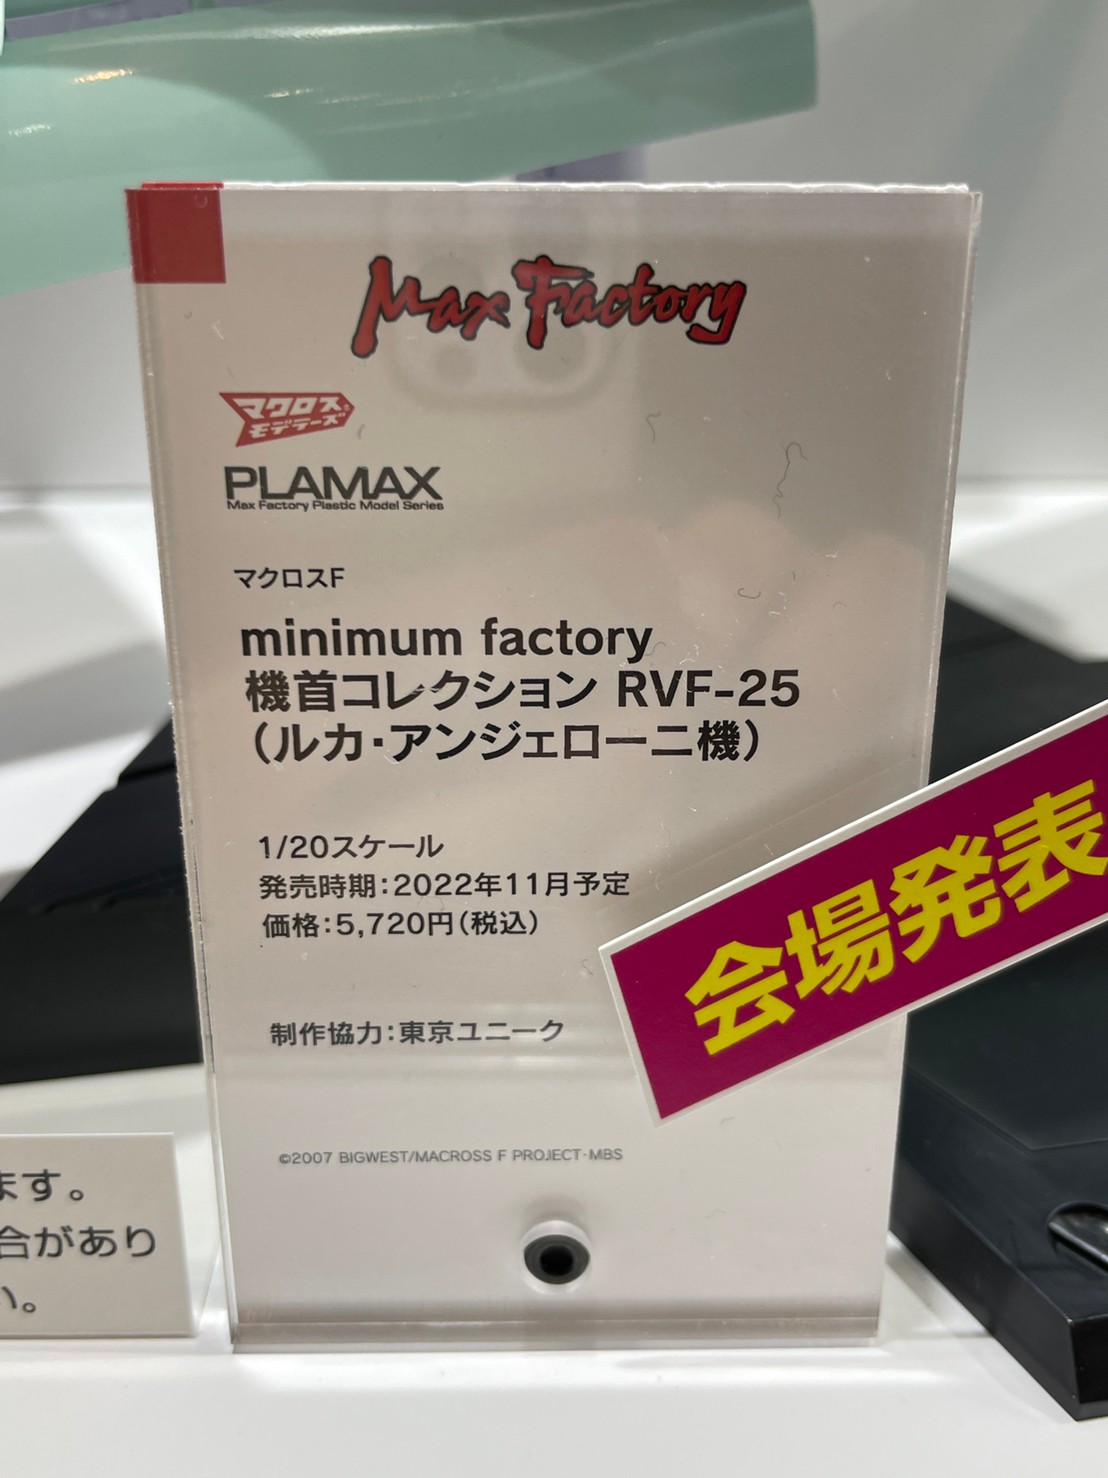 Max Factory
マクロス
モデラーズ
PLAMAX
Max Factory Plastic Model Series
マクロスF
minimum factory
機首コレクション RVF-25
（ルカ・アンジェローニ機）
1/20スケール
発売時期：2022年11月予定
価格：5,720円（税込）
会場発表
制作協力：東京ユニーク
©2007 BIGWEST/MACROSS F PROJECT・MBS
ます。
合があり
い。